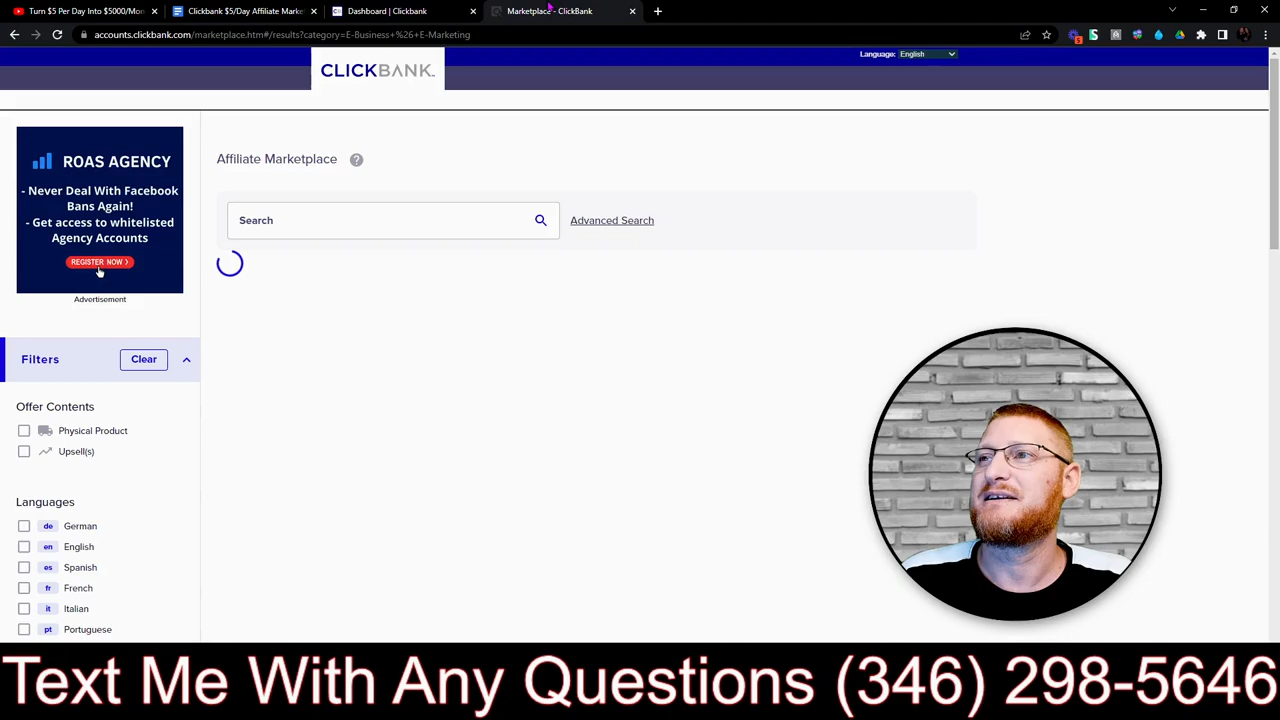 Turn $5 Per Day Into $5000/Mon
Clickbank $5/Day Affiliate Marke
Dashboard | Clickbank
Marketplace - ClickBank
accounts.clickbank.com/marketplace.htm#/results?category=E-Business+%26+E-Marketing
Language: English
CLICKBANK
ROAS AGENCY
- Never Deal With Facebook
Bans Again!
- Get access to whitelisted
Agency Accounts
REGISTER NOW >
Advertisement
Affiliate Marketplace ?
Search
Advanced Search
Filters
Clear
Offer Contents
Physical Product
Upsell(s)
Languages
de German
en English
es Spanish
fr French
it Italian
pt Portuguese
Text Me With Any Questions (346) 298-5646